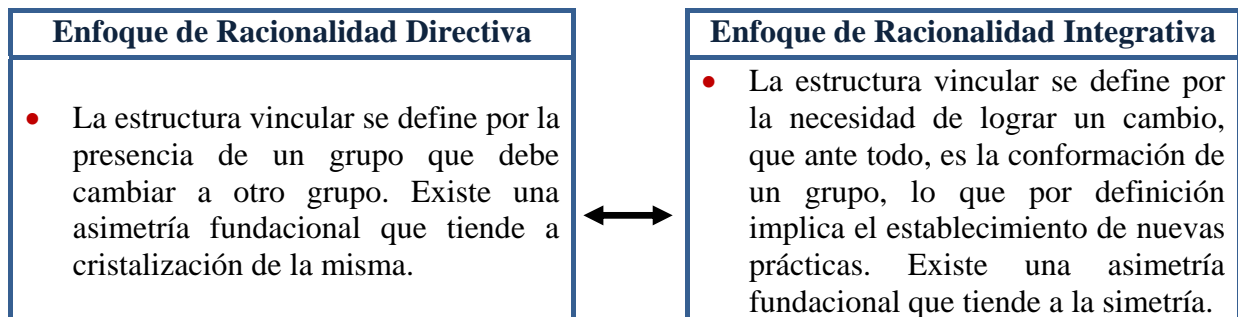 Enfoque de Racionalidad Directiva
• La estructura vincular se define por la
presencia de un grupo que debe
cambiar a otro grupo. Existe una
asimetría fundacional que tiende a
cristalización de la misma.
Enfoque de Racionalidad Integrativa
• La estructura vincular se define por
la necesidad de lograr un cambio,
que ante todo, es la conformación de
un grupo, lo que por definición
implica el establecimiento de nuevas
prácticas. Existe una asimetría
fundacional que tiende a la simetría.